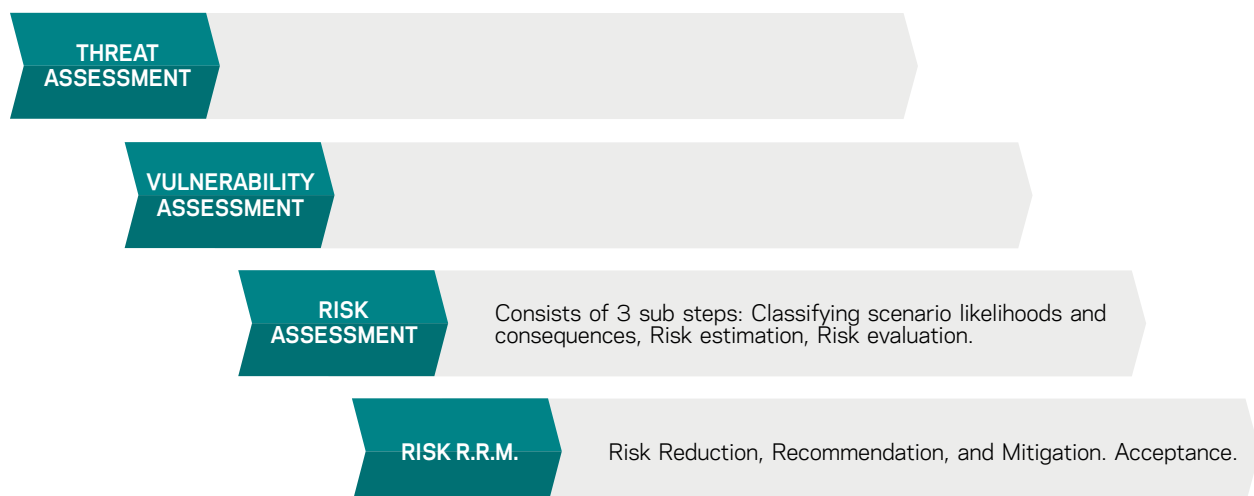 THREAT
ASSESSMENT
VULNERABILITY
ASSESSMENT
RISK
ASSESSMENT
Consists of 3 sub steps: Classifying scenario likelihoods and
consequences, Risk estimation, Risk evaluation.
RISK R.R.M.
Risk Reduction, Recommendation, and Mitigation. Acceptance.